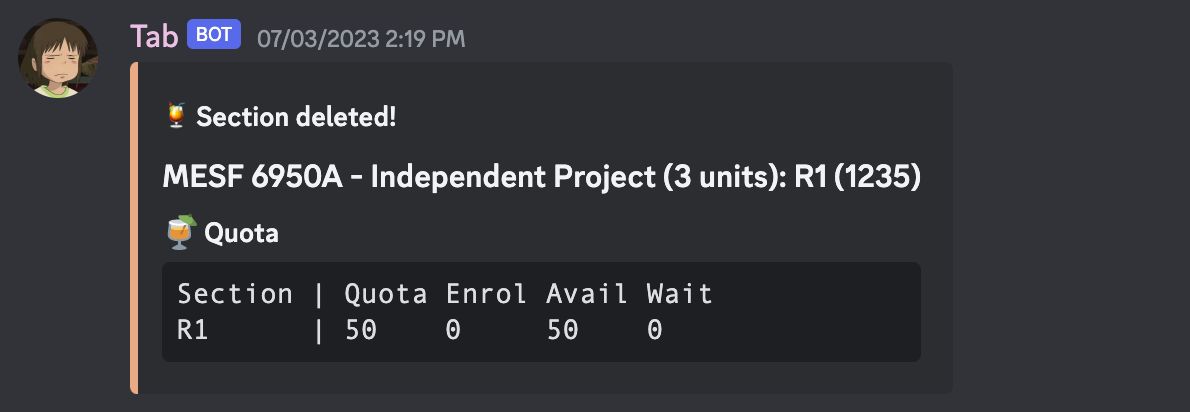 Tab BOT 07/03/2023 2:19 PM
🍹 Section deleted!
MESF 6950A - Independent Project (3 units): R1 (1235)
Quota
Section | Quota Enrol Avail Wait
R1      | 50    0     50    0